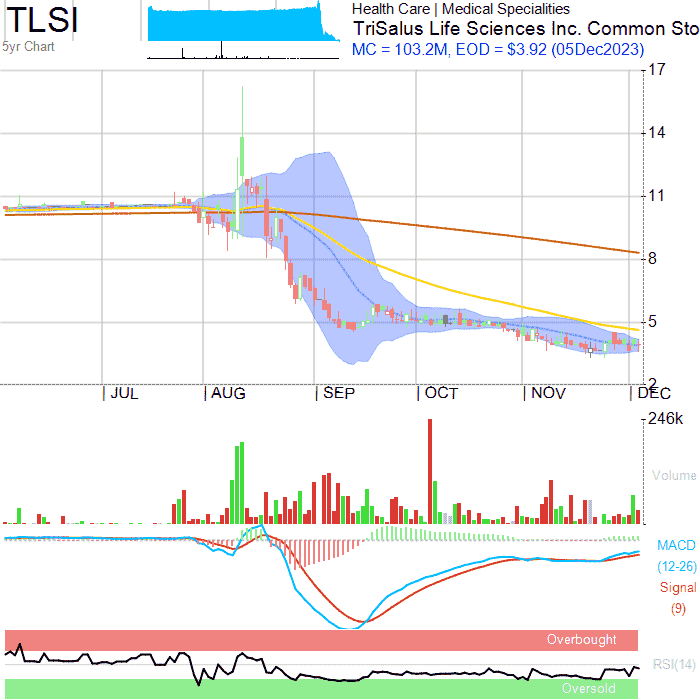 TLSI
5yr Chart
Health Care | Medical Specialities
TriSalus Life Sciences Inc. Common Sto
MC = 103.2M, EOD = $3.92 (05Dec2023)
17
14
11
8
5
2
JUL
AUG
SEP
OCT
NOV
DEC
246k
Volume
MACD
(12-26)
Signal
(9)
Overbought
RSI(14)
Oversold